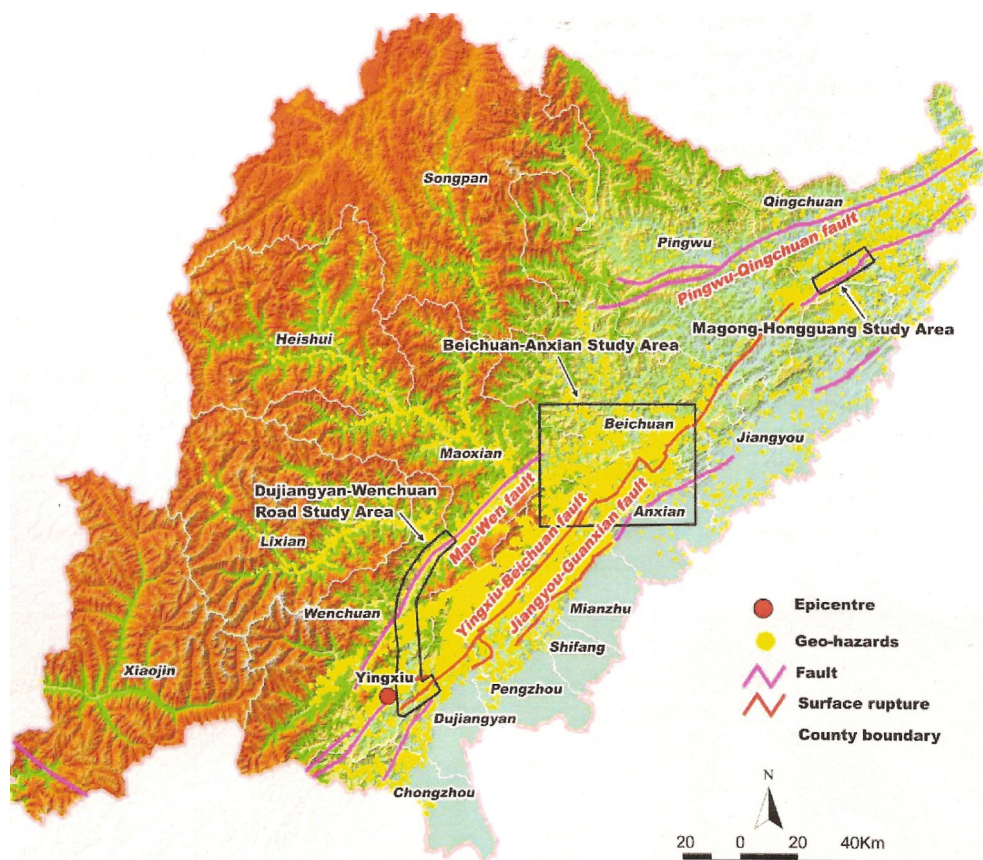 Songpan
Qingchuan
Pingwu
Pingwu-Qingchuan fault
Magong-Hongguang Study Area
Heishui
Beichuan-Anxian Study Area
Beichuan
Jiangyou
Maoxian
Dujiangyan-Wenchuan
Road Study Area
Mao-Wen fault
Anxian
Lixian
Yingxiu-Beichuan fault
Jiangyou-Guanxian fault
Wenchuan
Mianzhu
Shifang
Xiaojin
Yingxiu
Pengzhou
Dujiangyan
Chongzhou
Epicentre
Geo-hazards
Fault
Surface rupture
County boundary
N
20 0 20 40Km